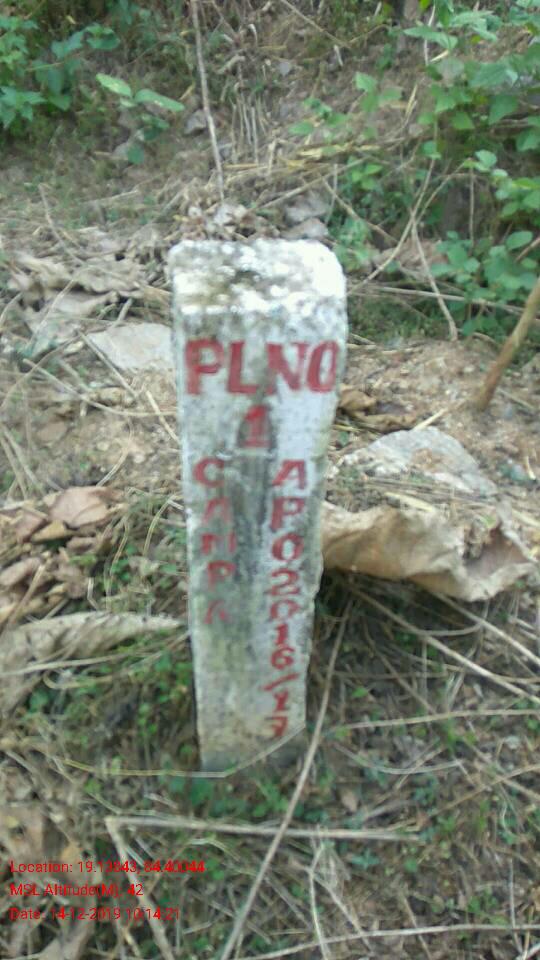 PLNO
1
CAMPA
APO2016/17
Location: 19.13643, 84.40044
MSL Altitude(M): 42
Date: 14-12-2019 10:14:21